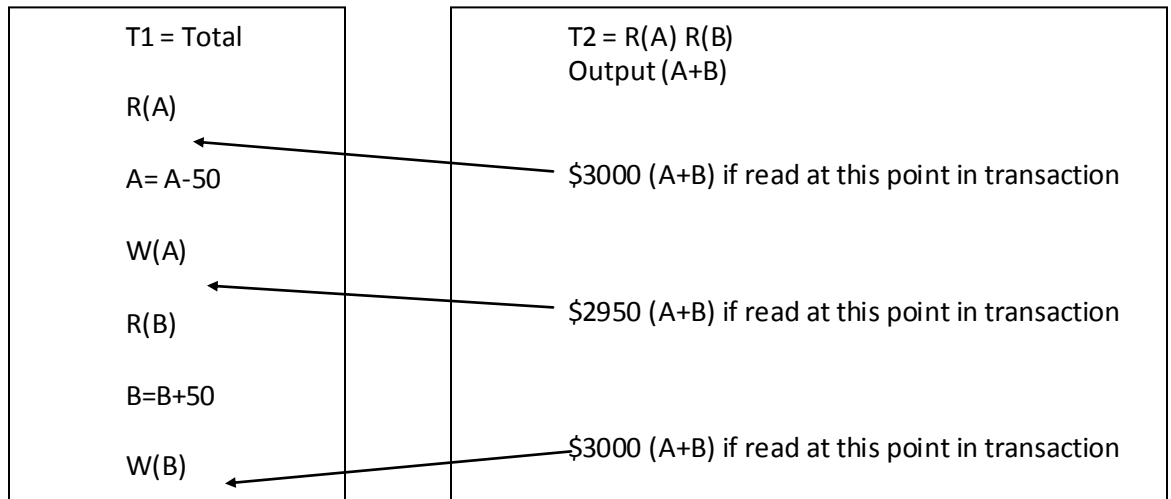 T1 = Total
R(A)
A= A-50
W(A)
R(B)
B=B+50
W(B)
T2 = R(A) R(B)
Output (A+B)
$3000 (A+B) if read at this point in transaction
$2950 (A+B) if read at this point in transaction
$3000 (A+B) if read at this point in transaction